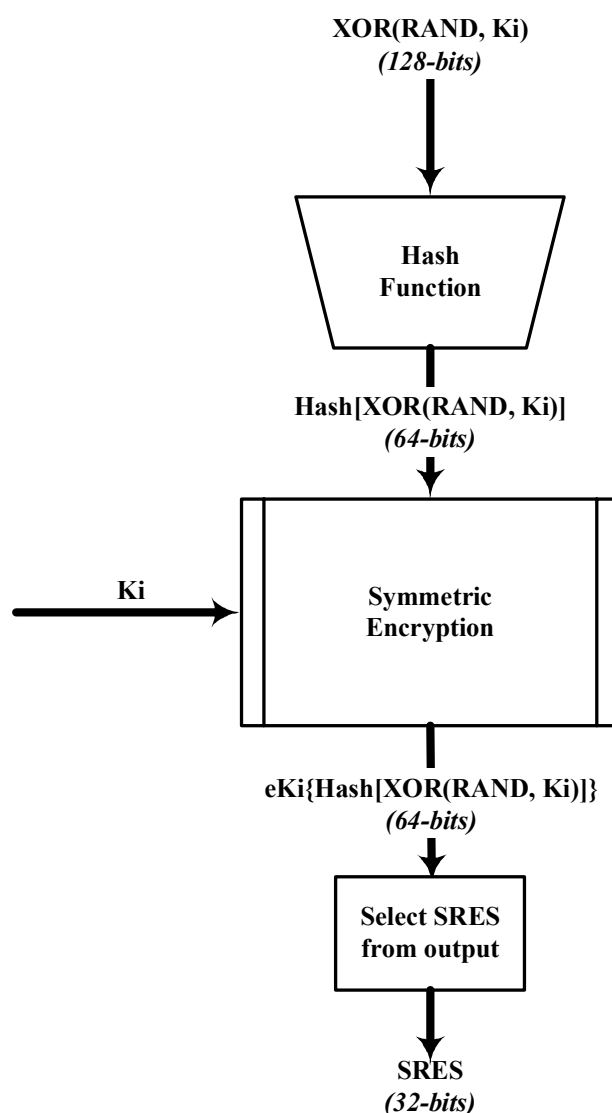 XOR(RAND, Ki)
(128-bits)
Hash
Function
Hash[XOR(RAND, Ki)]
(64-bits)
Ki
Symmetric
Encryption
eKi{Hash[XOR(RAND, Ki)]}
(64-bits)
Select SRES
from output
SRES
(32-bits)